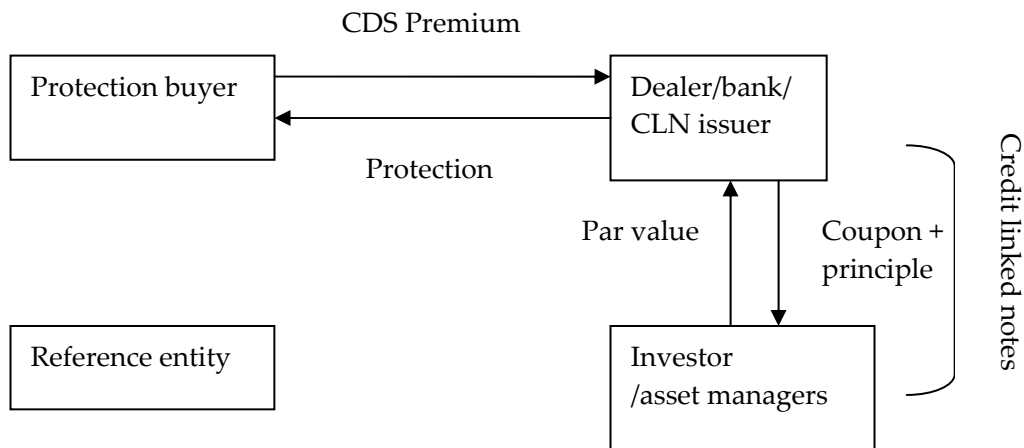 CDS Premium
Protection buyer
Dealer/bank/
CLN issuer
Protection
Par value
Coupon +
principle
Credit linked notes
Reference entity
Investor
/asset managers